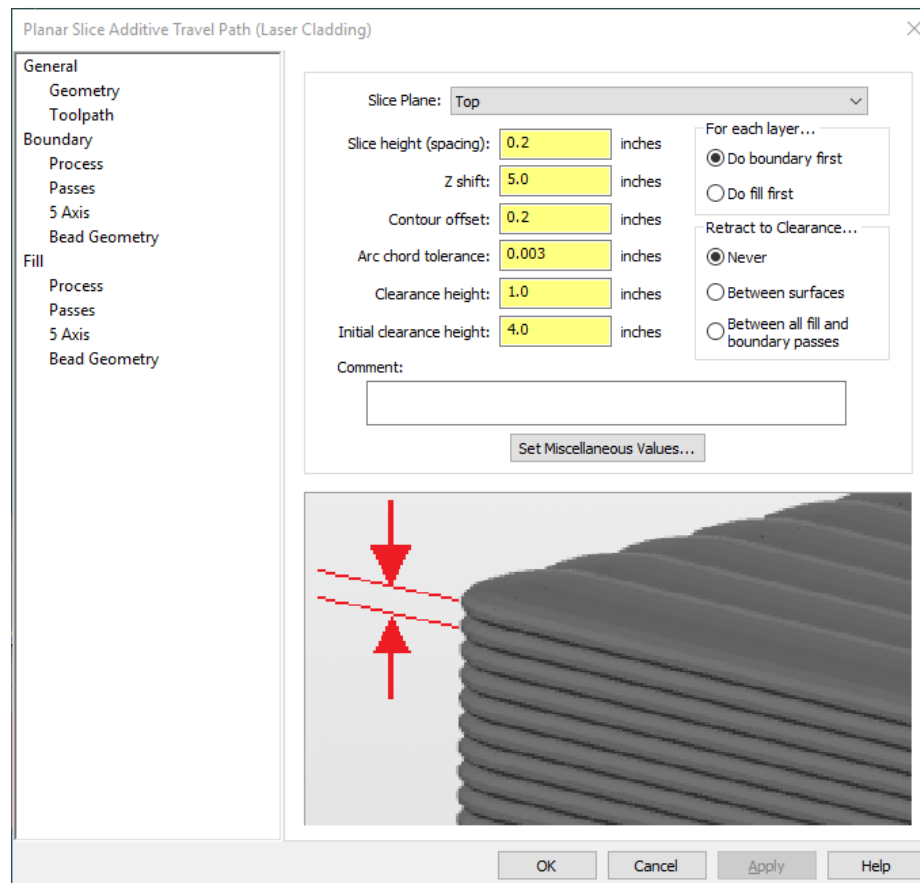 Planar Slice Additive Travel Path (Laser Cladding)
General
Geometry
Toolpath
Boundary
Process
Passes
5 Axis
Bead Geometry
Fill
Process
Passes
5 Axis
Bead Geometry
Slice Plane: Top
Slice height (spacing): 0.2 inches
Z shift: 5.0 inches
Contour offset: 0.2 inches
Arc chord tolerance: 0.003 inches
Clearance height: 1.0 inches
Initial clearance height: 4.0 inches
For each layer...
Do boundary first
Do fill first
Retract to Clearance...
Never
Between surfaces
Between all fill and
boundary passes
Comment:
Set Miscellaneous Values...
OK Cancel Apply Help